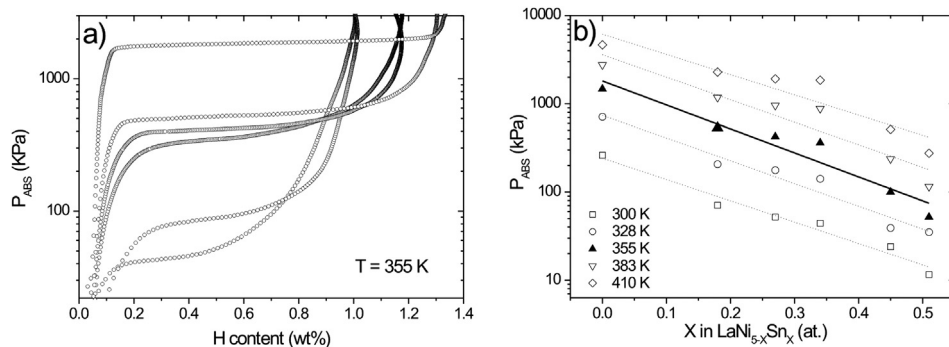 a)
1000
100
P_ABS (kPa)
T = 355 K
0.0 0.2 0.4 0.6 0.8 1.0 1.2 1.4
H content (wt%)
b)
10000
1000
100
10
P_ABS (kPa)
300 K
328 K
355 K
383 K
410 K
0.0 0.1 0.2 0.3 0.4 0.5
X in LaNi_5-X Sn_X (at.)